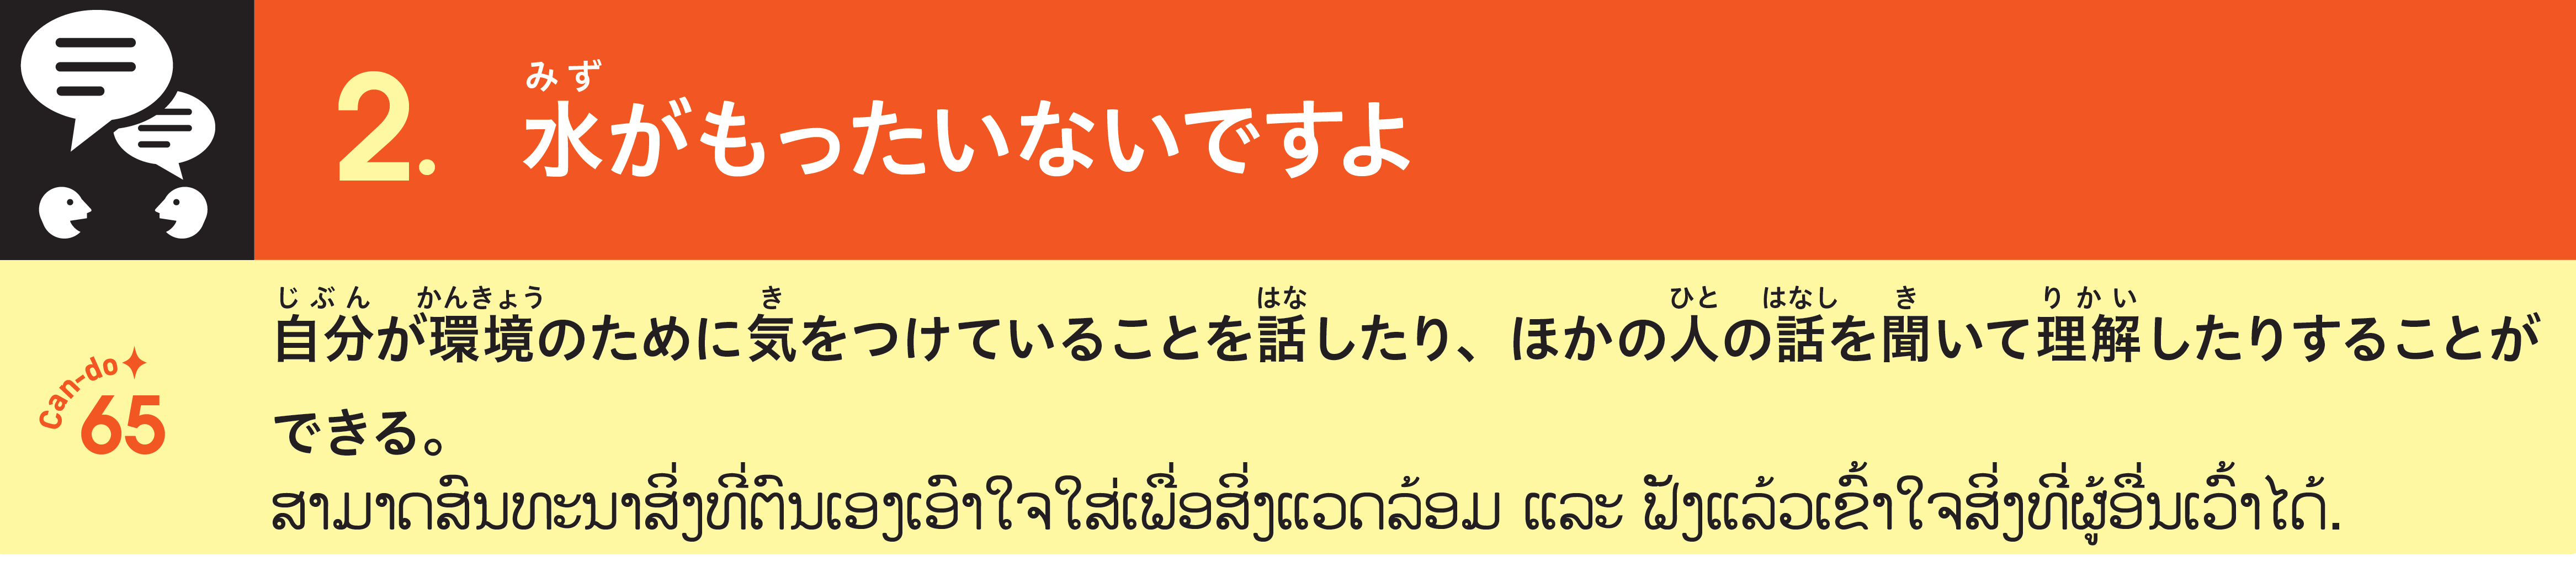 みず
2. 水がもったいないですよ
じぶん かんきょう き はな ひと はなし き りかい
自分が環境のために気をつけていることを話したり、ほかの人の話を聞いて理解したりすることが
Can-do 65
できる。
ສາມາດສົນທະນາສິ່ງທີ່ຕົນເອງເອົາໃຈໃສ່ເພື່ອສິ່ງແວດລ້ອມ ແລະ ຟັງແລ້ວເຂົ້າໃຈສິ່ງທີ່ຜູ້ອື່ນເວົ້າໄດ້.